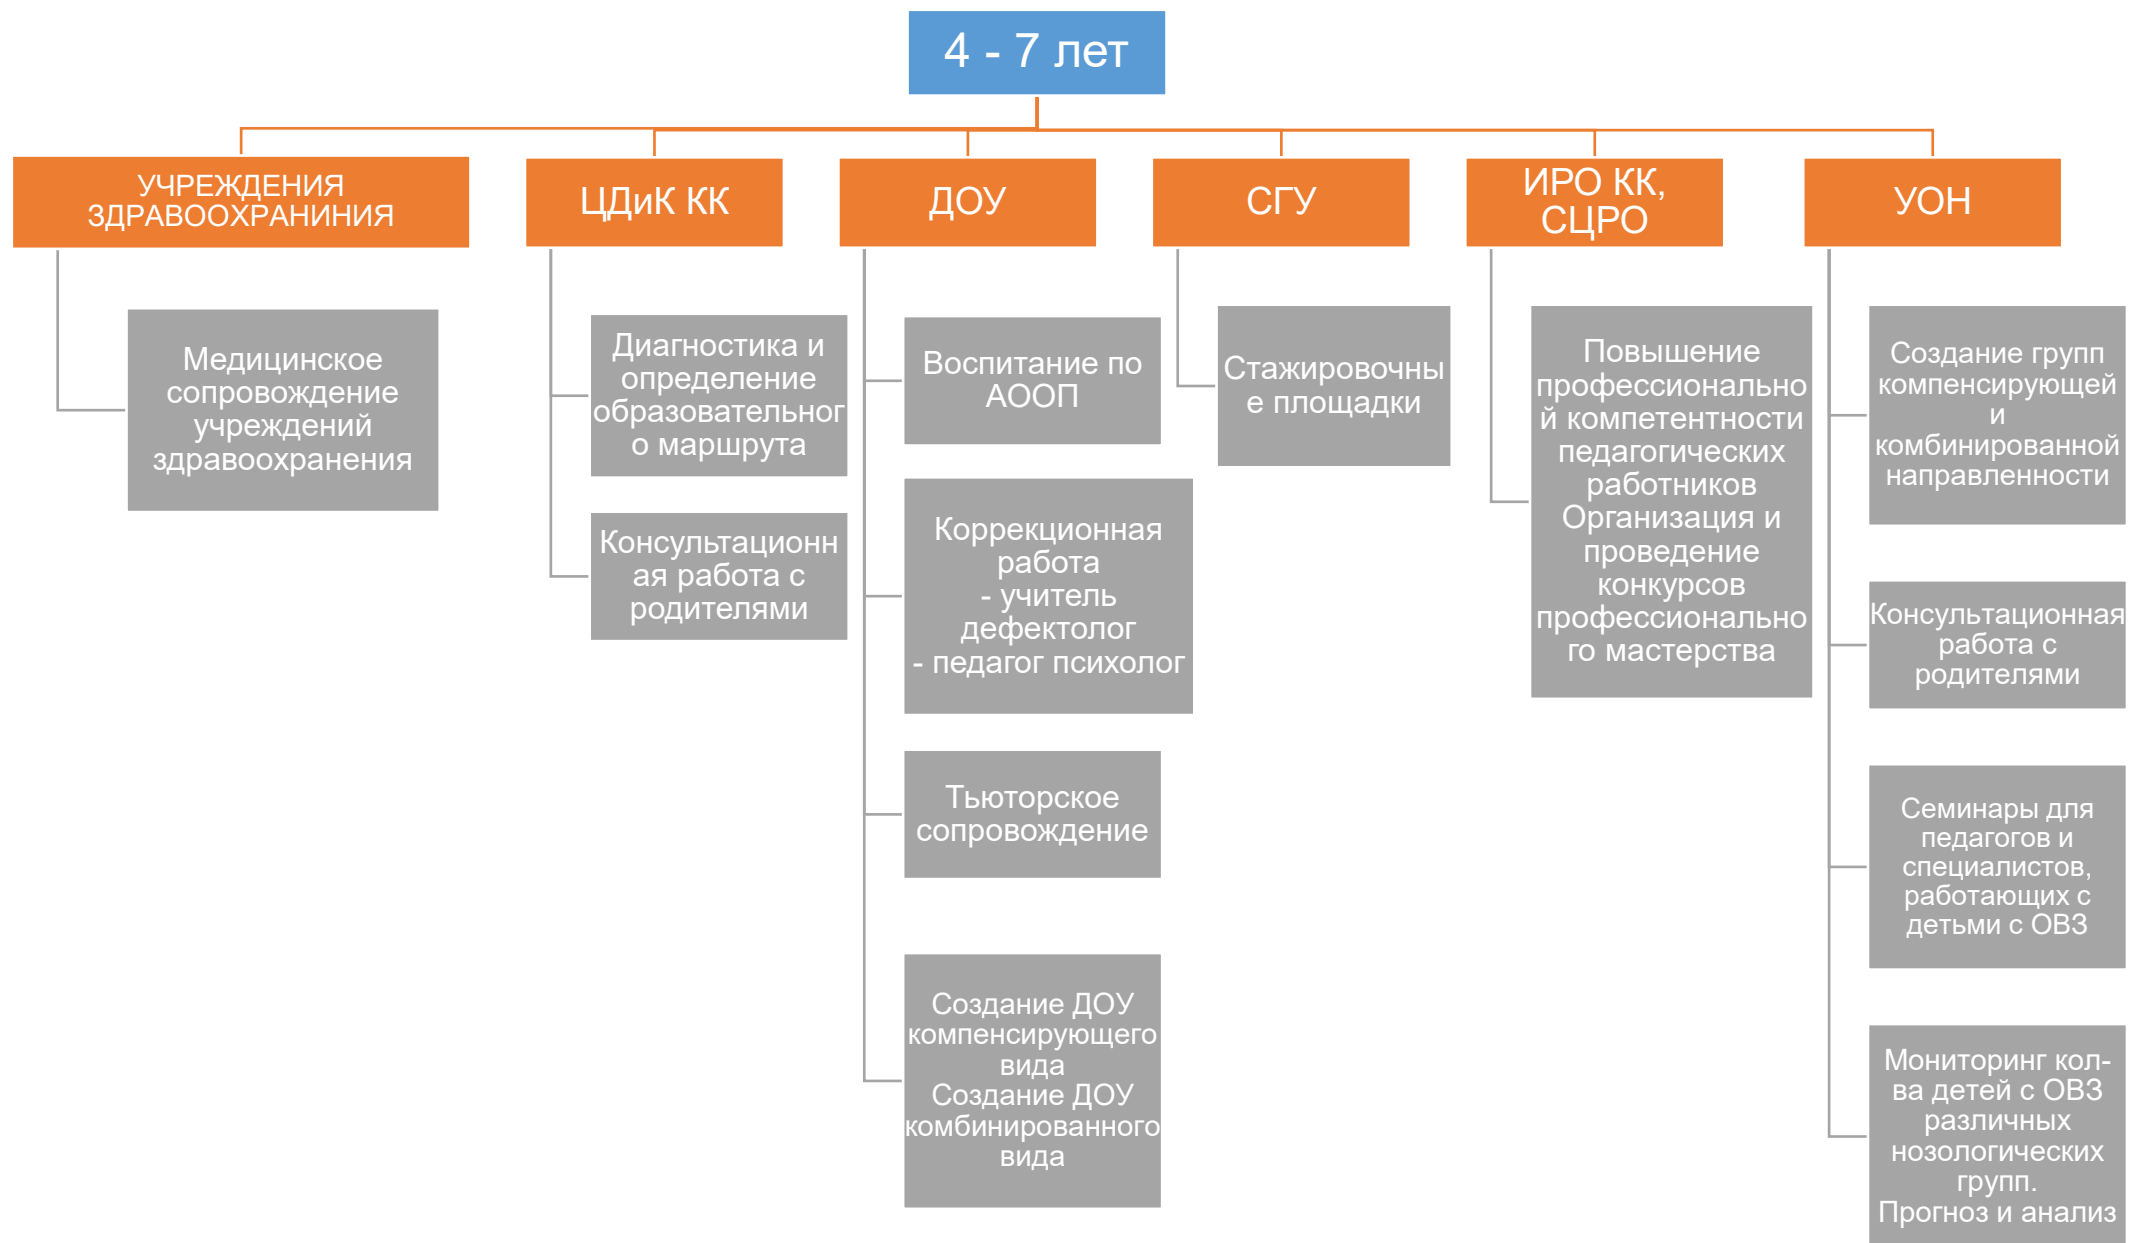 4 - 7 лет
УЧРЕЖДЕНИЯ
ЗДРАВООХРАНИНИЯ
Медицинское
сопровождение
учреждений
здравоохранения
ЦДиК КК
Диагностика и
определение
образовательног
о маршрута
Консультационн
ая работа с
родителями
ДОУ
Воспитание по
АООП
Коррекционная
работа
- учитель
дефектолог
- педагог психолог
Тьюторское
сопровождение
Создание ДОУ
компенсирующего
вида
Создание ДОУ
комбинированного
вида
СГУ
Стажировочны
е площадки
ИРО КК,
СЦРО
Повышение
профессионально
й компетентности
педагогических
работников
Организация и
проведение
конкурсов
профессионально
го мастерства
УОН
Создание групп
компенсирующей
и
комбинированной
направленности
Консультационная
работа с
родителями
Семинары для
педагогов и
специалистов,
работающих с
детьми с ОВЗ
Мониторинг кол-
ва детей с ОВЗ
различных
нозологических
групп.
Прогноз и анализ